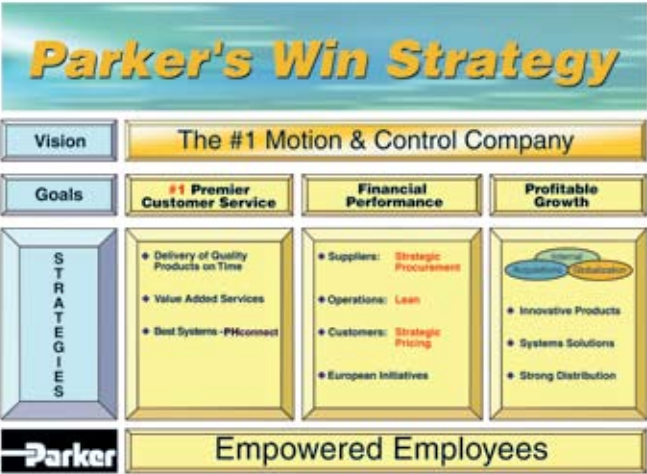 Parker's Win Strategy
Vision
The #1 Motion & Control Company
Goals
#1 Premier
Customer Service
Financial
Performance
Profitable
Growth
STRATEGIES
Delivery of Quality
Products on Time
Value Added Services
Best Systems -PHconnect
Suppliers: Strategic
Procurement
Operations: Lean
Customers: Strategic
Pricing
European Initiatives
Internal
Acquisitions Globalization
Innovative Products
Systems Solutions
Strong Distribution
Parker
Empowered Employees